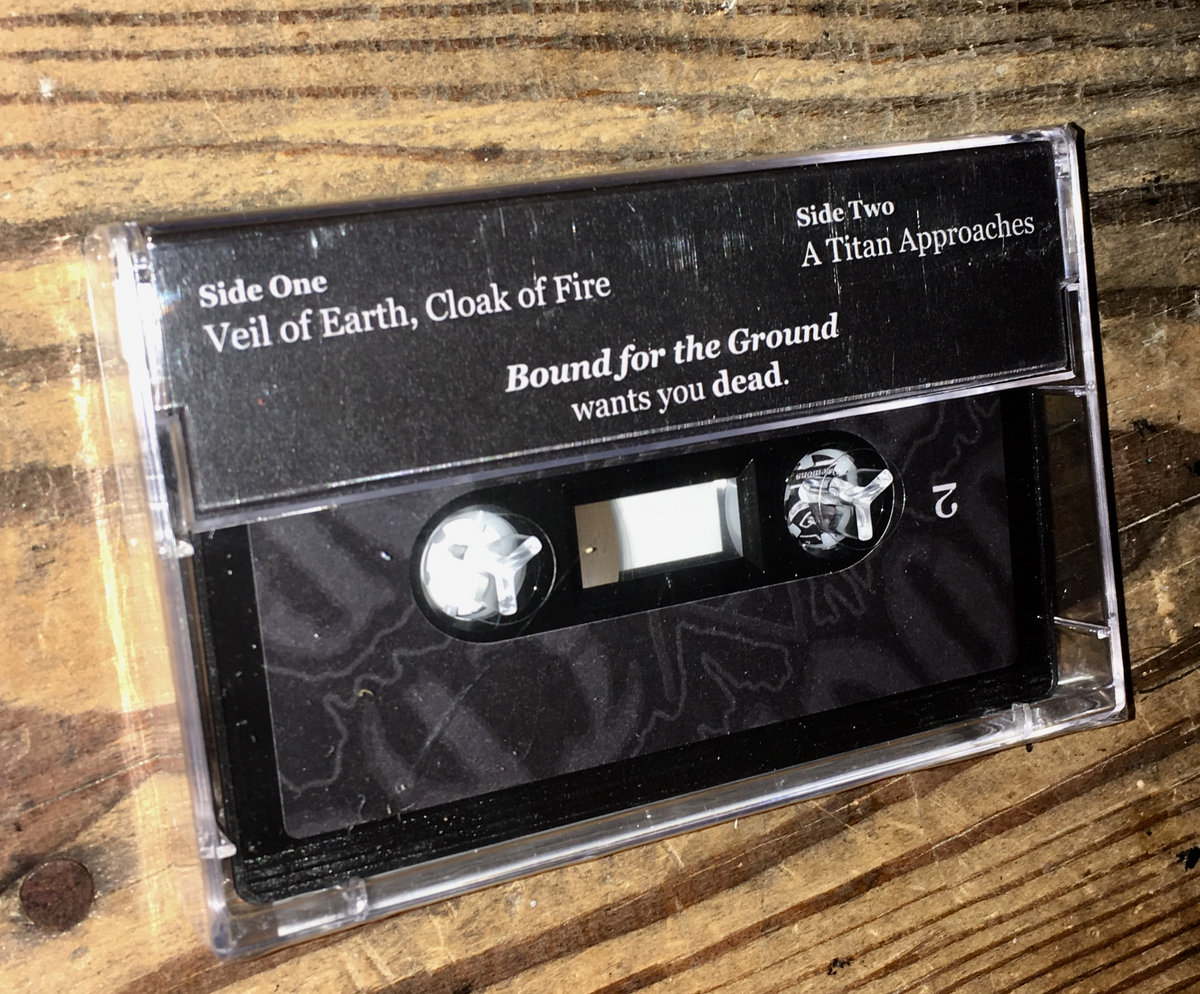 Side One
Veil of Earth, Cloak of Fire
Side Two
A Titan Approaches
Bound for the Ground
wants you dead.
2